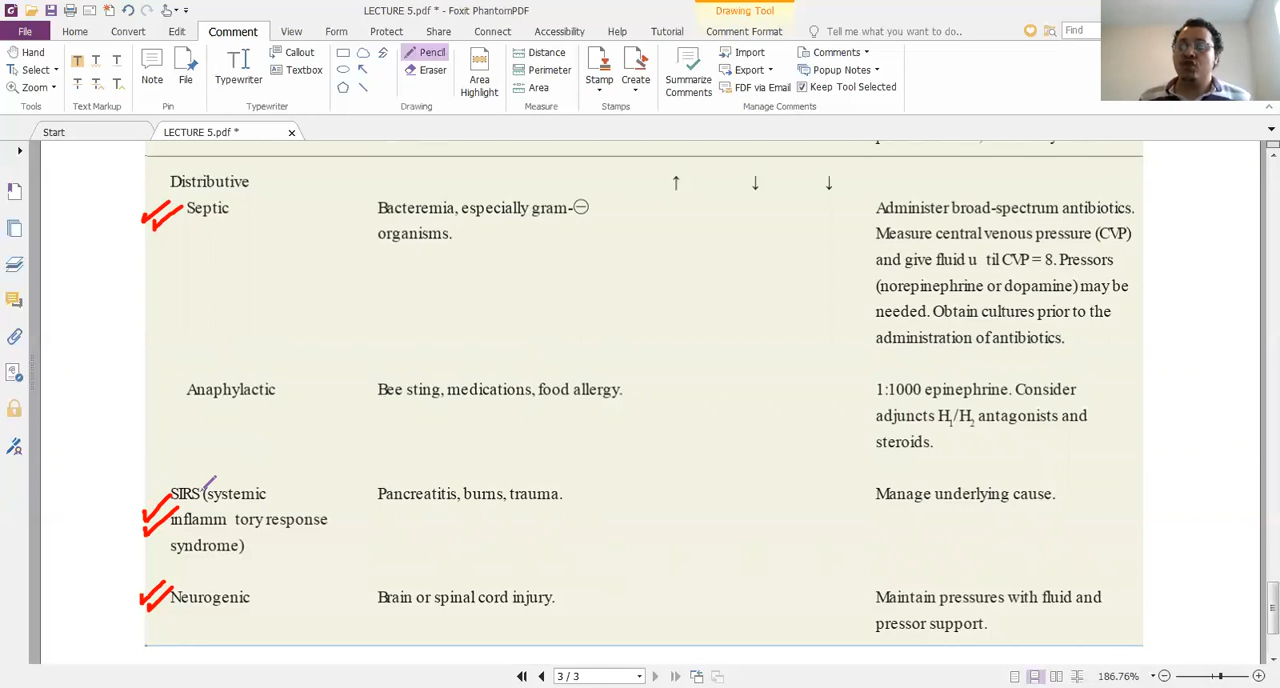 LECTURE 5.pdf * - Foxit PhantomPDF
Drawing Tool
File
Home
Convert
Edit
Comment
View
Form
Protect
Share
Connect
Accessibility
Help
Tutorial
Comment Format
Tell me what you want to do..
Find
Hand
Select
Zoom
Tools
T T T
T T T
Text Markup
Note
File
Pin
Typewriter
Callout
Textbox
Typewriter
Pencil
Eraser
Drawing
Area
Highlight
Distance
Perimeter
Area
Measure
Stamp
Create
Stamps
Summarize
Comments
Import
Export
FDF via Email
Comments
Popup Notes
Keep Tool Selected
Manage Comments
Start
LECTURE 5.pdf *
Distributive ↑ ↓ ↓
Septic
Bacteremia, especially gram-⊖
organisms.
Administer broad-spectrum antibiotics.
Measure central venous pressure (CVP)
and give fluid u til CVP = 8. Pressors
(norepinephrine or dopamine) may be
needed. Obtain cultures prior to the
administration of antibiotics.
Anaphylactic
Bee sting, medications, food allergy.
1:1000 epinephrine. Consider
adjuncts H1/H2 antagonists and
steroids.
SIRS (systemic
inflamm tory response
syndrome)
Pancreatitis, burns, trauma.
Manage underlying cause.
Neurogenic
Brain or spinal cord injury.
Maintain pressures with fluid and
pressor support.
3 / 3
186.76%